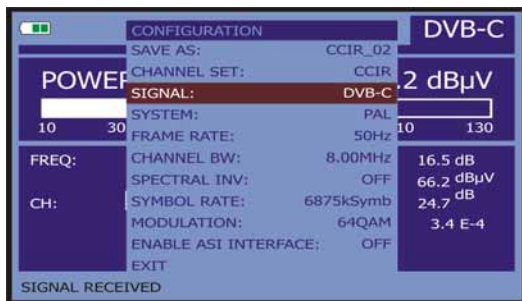 CONFIGURATION
DVB-C
SAVE AS: CCIR_02
CHANNEL SET: CCIR
POWER .2 dBµV
SIGNAL: DVB-C
SYSTEM: PAL
10 30 10 130
FRAME RATE: 50Hz
FREQ: CHANNEL BW: 8.00MHz 16.5 dB
SPECTRAL INV: OFF 66.2 dBµV
CH: SYMBOL RATE: 6875kSymb 24.7 dB
MODULATION: 64QAM 3.4 E-4
ENABLE ASI INTERFACE: OFF
EXIT
SIGNAL RECEIVED